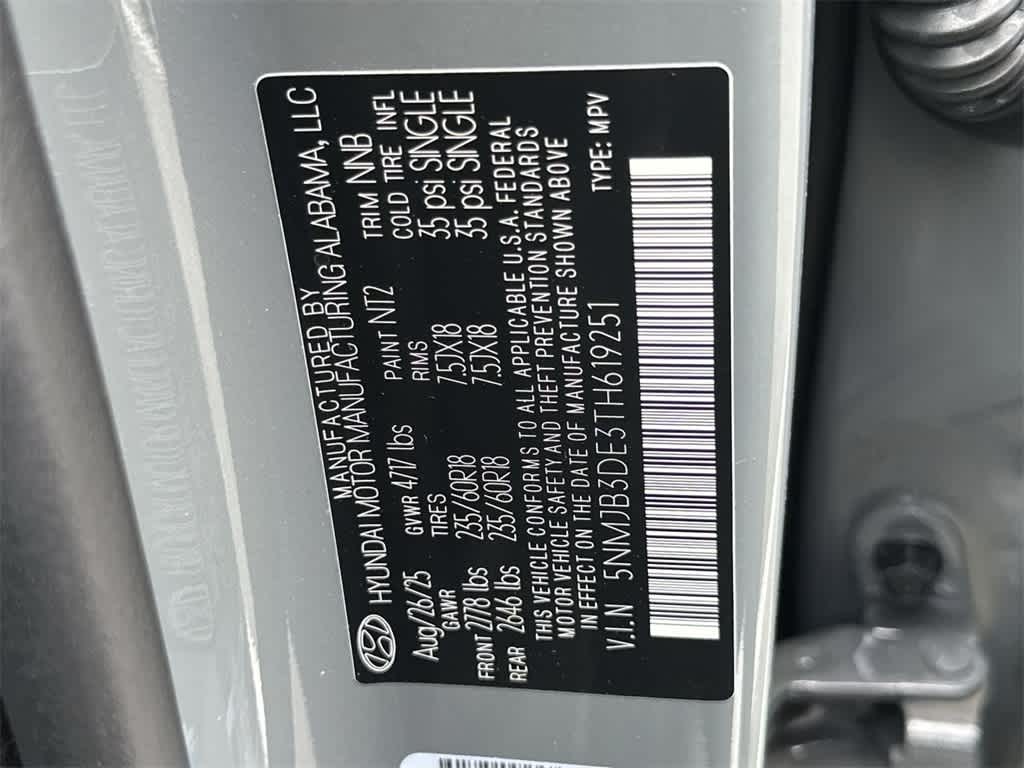 MANUFACTURED BY
HYUNDAI MOTOR MANUFACTURING ALABAMA, LLC
Aug/26/25 GVWR 4717 lbs PAINT NT2 TRIM NNB
GAWR TIRES RIMS COLD TIRE INFL
FRONT 2778 lbs 235/60R18 7.5JX18 35 psi SINGLE
REAR 2646 lbs 235/60R18 7.5JX18 35 psi SINGLE
THIS VEHICLE CONFORMS TO ALL APPLICABLE U.S.A. FEDERAL
MOTOR VEHICLE SAFETY AND THEFT PREVENTION STANDARDS
IN EFFECT ON THE DATE OF MANUFACTURE SHOWN ABOVE
V.I.N 5NMJB3DE3TH619251 TYPE: MPV